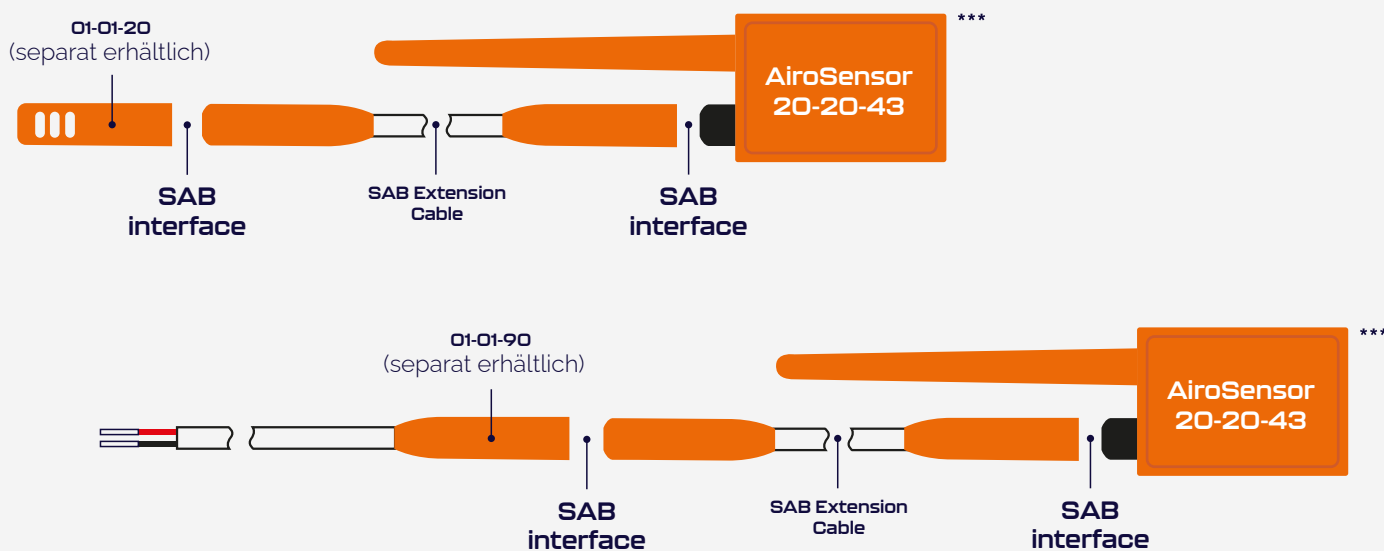 01-01-20
(separat erhältlich)
***
AiroSensor
20-20-43
SAB
interface
SAB Extension
Cable
SAB
interface
01-01-90
(separat erhältlich)
***
AiroSensor
20-20-43
SAB
interface
SAB Extension
Cable
SAB
interface